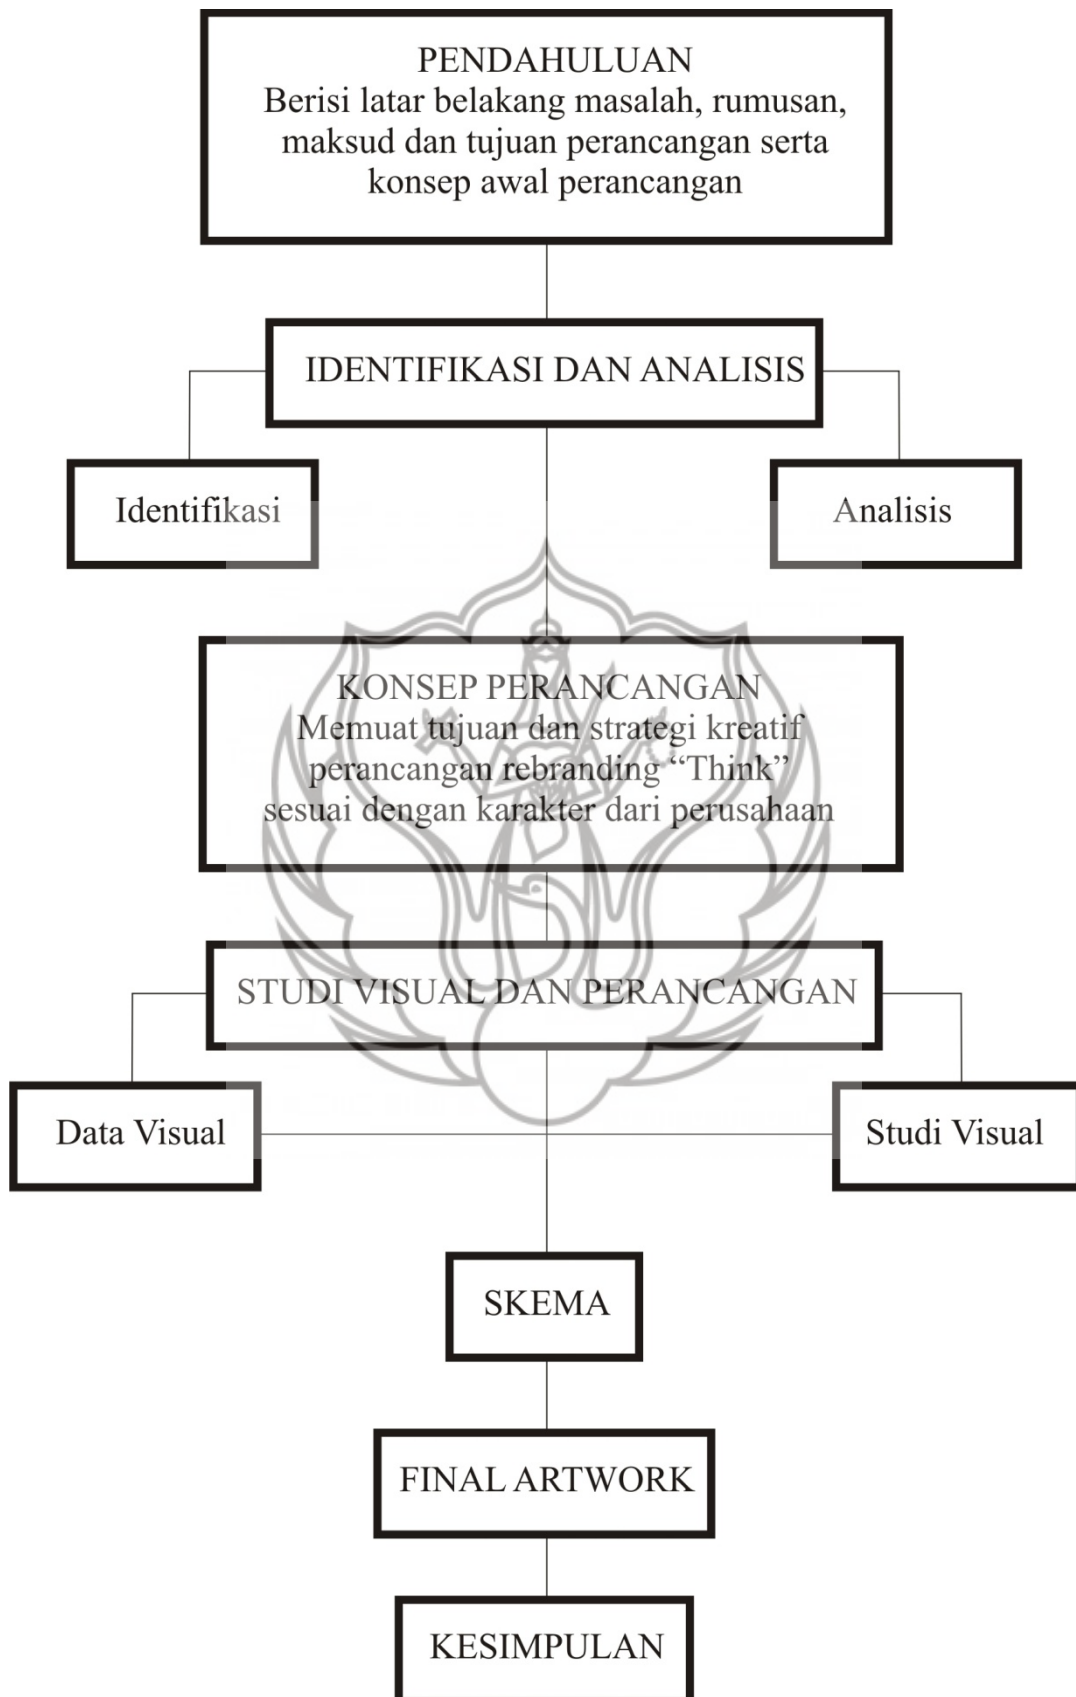 PENDAHULUAN
Berisi latar belakang masalah, rumusan,
maksud dan tujuan perancangan serta
konsep awal perancangan
IDENTIFIKASI DAN ANALISIS
Identifikasi
Analisis
KONSEP PERANCANGAN
Memuat tujuan dan strategi kreatif
perancangan rebranding “Think”
sesuai dengan karakter dari perusahaan
STUDI VISUAL DAN PERANCANGAN
Data Visual
Studi Visual
SKEMA
FINAL ARTWORK
KESIMPULAN